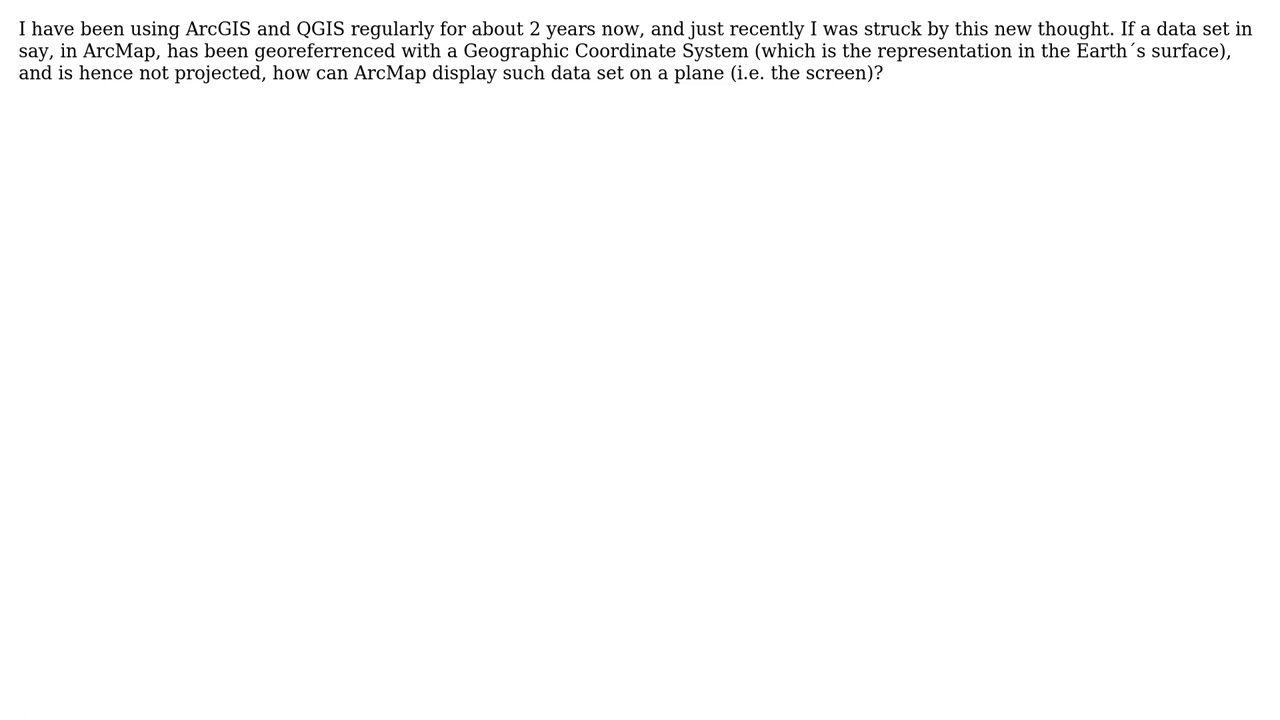 I have been using ArcGIS and QGIS regularly for about 2 years now, and just recently I was struck by this new thought. If a data set in
say, in ArcMap, has been georeferrenced with a Geographic Coordinate System (which is the representation in the Earth´s surface),
and is hence not projected, how can ArcMap display such data set on a plane (i.e. the screen)?